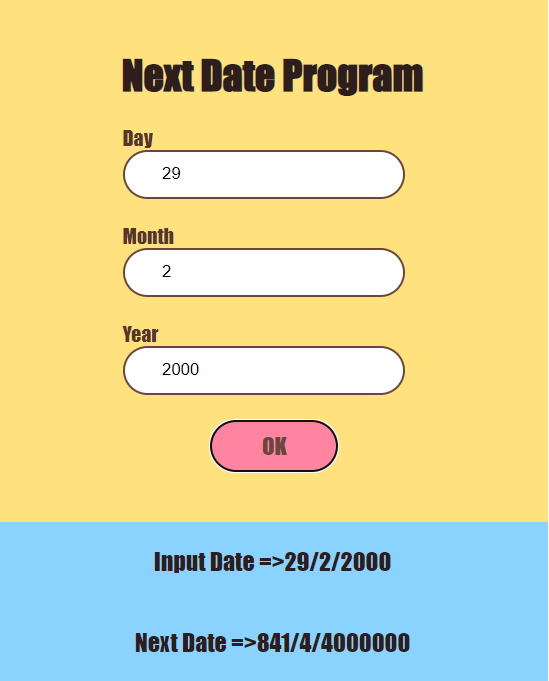 Next Date Program
Day
29
Month
2
Year
2000
OK
Input Date =>29/2/2000
Next Date =>841/4/4000000